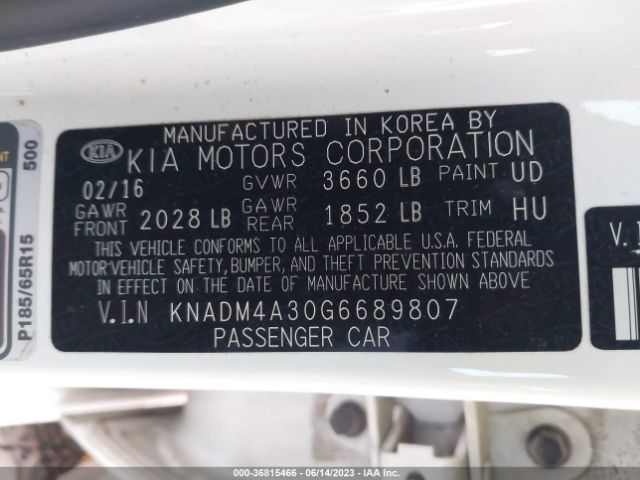 MANUFACTURED IN KOREA BY
KIA KIA MOTORS CORPORATION
02/16 GVWR 3660 LB PAINT UD
GAWR FRONT 2028 LB GAWR REAR 1852 LB TRIM HU
THIS VEHICLE CONFORMS TO ALL APPLICABLE U.S.A. FEDERAL
MOTOR VEHICLE SAFETY, BUMPER, AND THEFT PREVENTION STANDARDS
IN EFFECT ON THE DATE OF MANUFACTURE SHOWN ABOVE
V.I.N KNADM4A30G6689807
PASSENGER CAR
P185/65R15
500
V.I.N
000-36815466 - 06/14/2023 - IAA Inc.